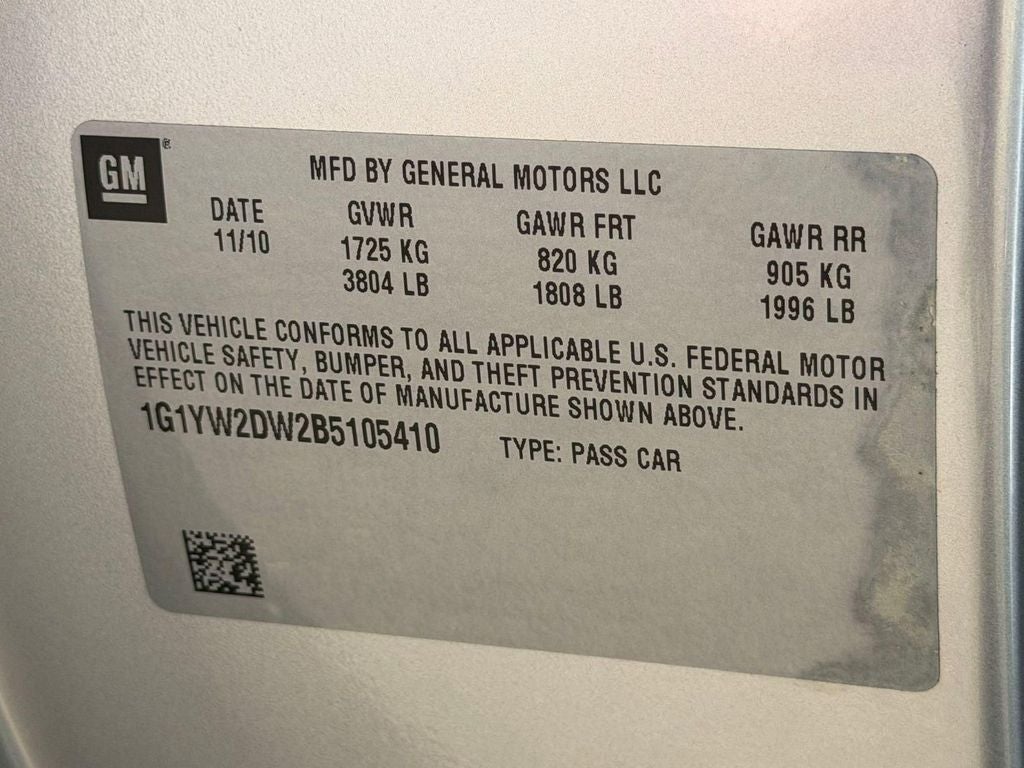 GM®
MFD BY GENERAL MOTORS LLC
DATE GVWR GAWR FRT GAWR RR
11/10 1725 KG 820 KG 905 KG
3804 LB 1808 LB 1996 LB
THIS VEHICLE CONFORMS TO ALL APPLICABLE U.S. FEDERAL MOTOR
VEHICLE SAFETY, BUMPER, AND THEFT PREVENTION STANDARDS IN
EFFECT ON THE DATE OF MANUFACTURE SHOWN ABOVE.
1G1YW2DW2B5105410 TYPE: PASS CAR